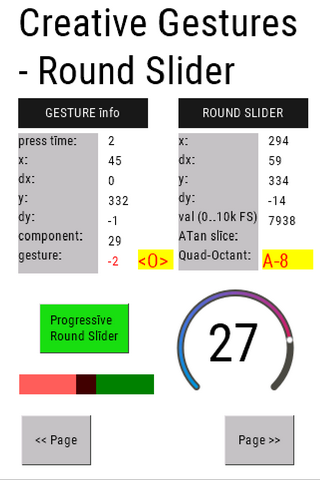 Creative Gestures
- Round Slider
GESTURE info
ROUND SLIDER
press time: 2
x: 45
dx: 0
y: 332
dy: -1
component: 29
gesture: -2 <O>
x: 294
dx: 59
y: 334
dy: -14
val (0..10k FS) 7938
ATan slice:
Quad-Octant: A-8
Progressive
Round Slider
27
<< Page
Page >>